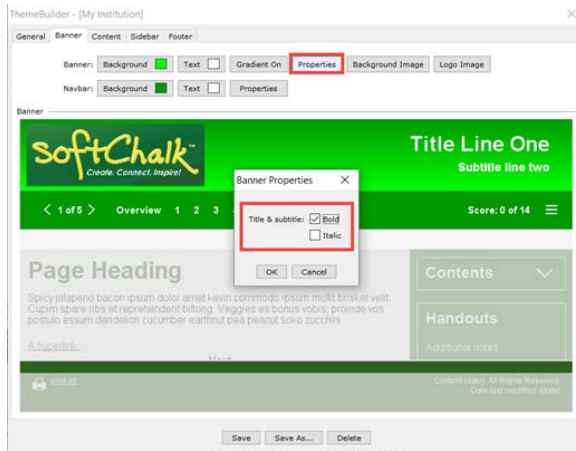 ThemeBuilder - [My Institution]
General Banner Content Sidebar Footer
Banner: Background Text Gradient On Properties Background Image Logo Image
Navbar: Background Text Properties
Banner
SoftChalk™
Create. Connect. Inspire!
Title Line One
Subtitle line two
Banner Properties
1 of 5 Overview 1 2 3
Score: 0 of 14
Title & subtitle: Bold
Italic
OK Cancel
Page Heading
Contents
Spicy jalapeno bacon ipsum dolor amet kevin commodo ipsum mollit brisket velit.
Cupim spare ribs et reprehenderit biltong. Veggies es bonus vobis, proinde vos
postulo essum dandelion cucumber earthnut pea peanut soko zucchini
Handouts
A hyperlink.
Additional notes
Next
print all
Content (date) All Rights Reserved.
Date last modified (date)
Save Save As... Delete